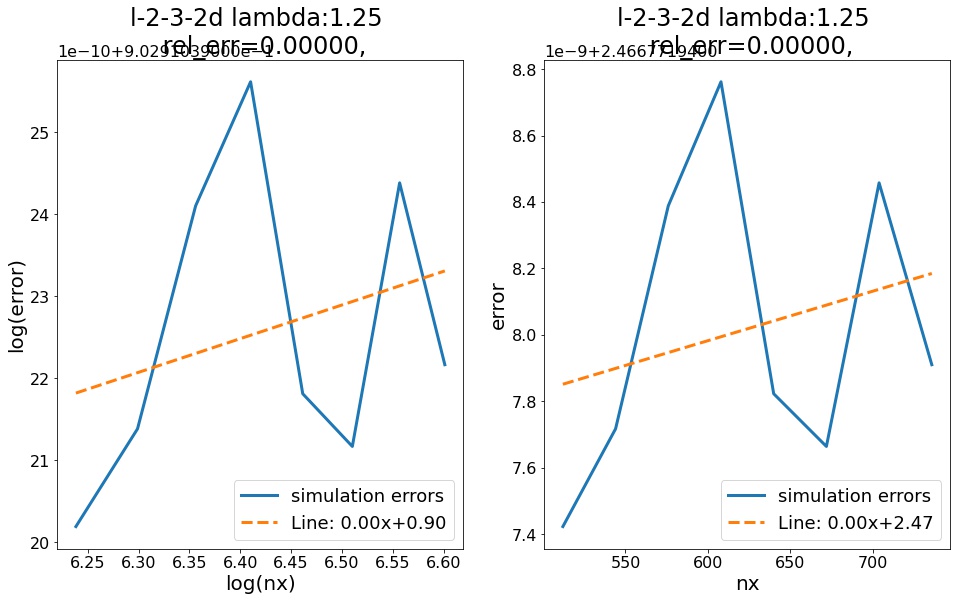 l-2-3-2d lambda:1.25
rel_err=0.00000,
1e−10+9.0291039000e−1
25
24
23
22
21
20
log(error)
simulation errors
Line: 0.00x+0.90
6.25 6.30 6.35 6.40 6.45 6.50 6.55 6.60
log(nx)
l-2-3-2d lambda:1.25
rel_err=0.00000,
1e−9+2.4667719400
8.8
8.6
8.4
8.2
8.0
7.8
7.6
7.4
error
simulation errors
Line: 0.00x+2.47
550 600 650 700
nx